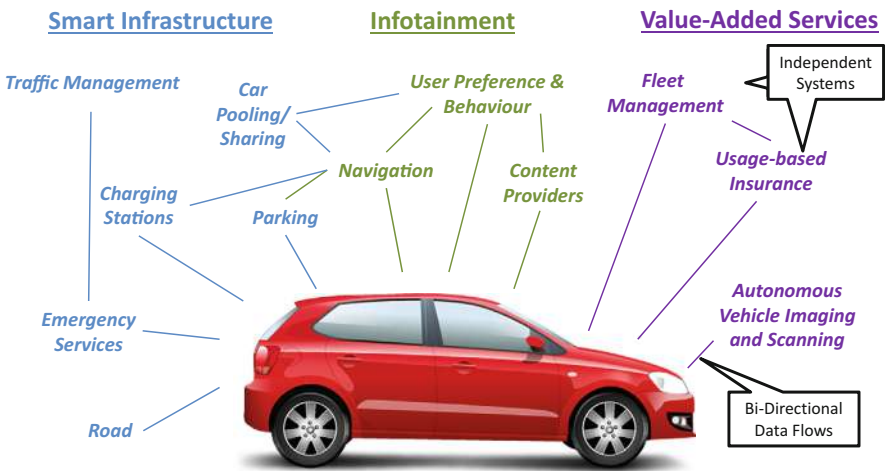 Smart Infrastructure
Infotainment
Value-Added Services
Traffic Management
Car
Pooling/
Sharing
User Preference &
Behaviour
Fleet
Management
Independent
Systems
Charging
Stations
Parking
Navigation
Content
Providers
Usage-based
Insurance
Emergency
Services
Autonomous
Vehicle Imaging
and Scanning
Road
Bi-Directional
Data Flows